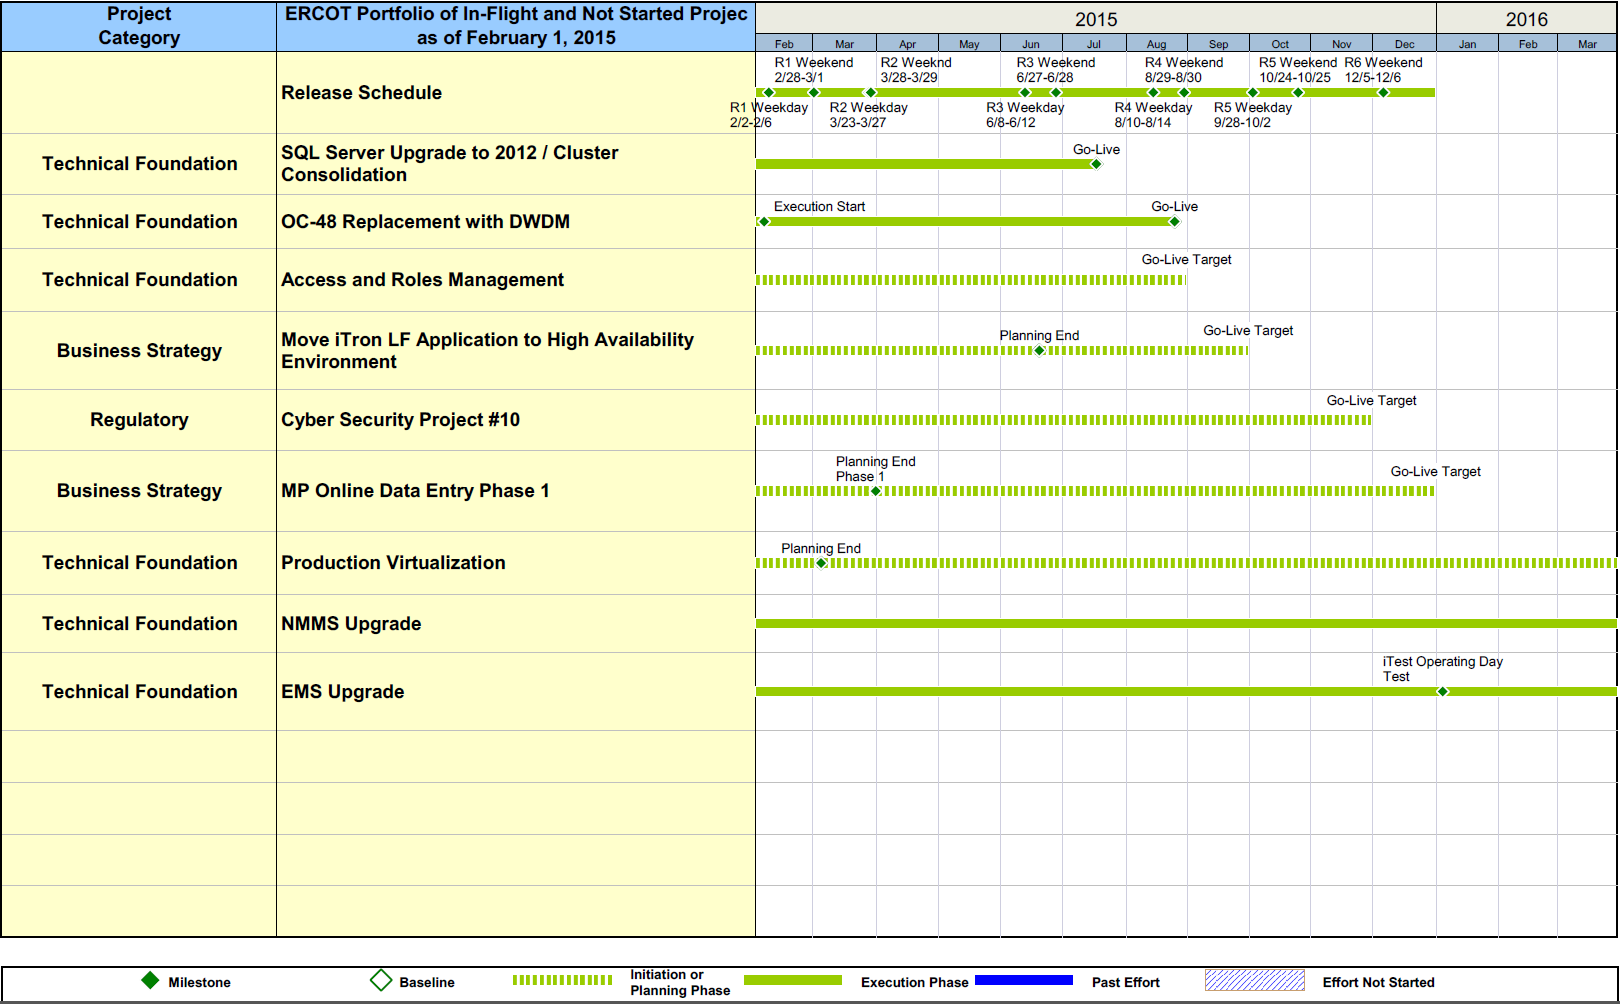 Project
Category
ERCOT Portfolio of In-Flight and Not Started Projec
as of February 1, 2015
2015
2016
Feb Mar Apr May Jun Jul Aug Sep Oct Nov Dec Jan Feb Mar
Release Schedule
R1 Weekend
2/28-3/1
R2 Weeknd
3/28-3/29
R3 Weekend
6/27-6/28
R4 Weekend
8/29-8/30
R5 Weekend
10/24-10/25
R6 Weekend
12/5-12/6
R1 Weekday
2/2-2/6
R2 Weekday
3/23-3/27
R3 Weekday
6/8-6/12
R4 Weekday
8/10-8/14
R5 Weekday
9/28-10/2
Technical Foundation
SQL Server Upgrade to 2012 / Cluster
Consolidation
Go-Live
Technical Foundation
OC-48 Replacement with DWDM
Execution Start
Go-Live
Technical Foundation
Access and Roles Management
Go-Live Target
Business Strategy
Move iTron LF Application to High Availability
Environment
Planning End
Go-Live Target
Regulatory
Cyber Security Project #10
Go-Live Target
Business Strategy
MP Online Data Entry Phase 1
Planning End
Phase 1
Go-Live Target
Technical Foundation
Production Virtualization
Planning End
Technical Foundation
NMMS Upgrade
Technical Foundation
EMS Upgrade
iTest Operating Day
Test
Milestone
Baseline
Initiation or
Planning Phase
Execution Phase
Past Effort
Effort Not Started